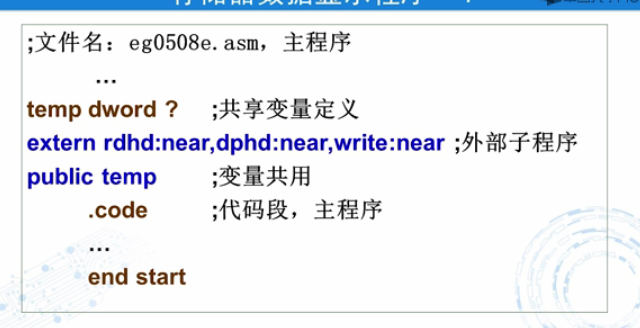 ;文件名：eg0508e.asm，主程序
…
temp dword ? ;共享变量定义
extern rdhd:near,dphd:near,write:near ;外部子程序
public temp ;变量共用
.code ;代码段，主程序
…
end start